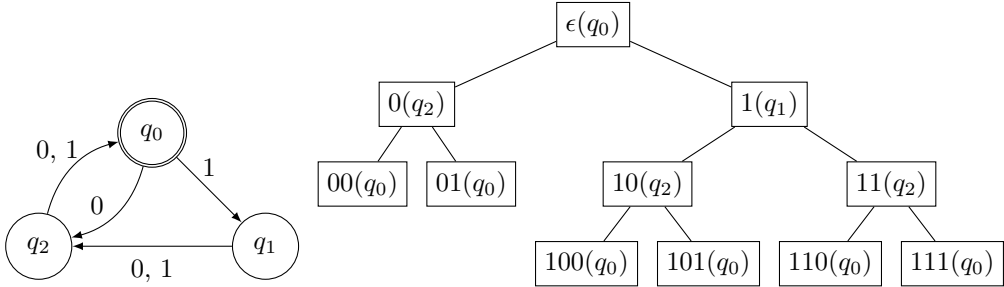 ϵ(q₀)
0(q₂)
1(q₁)
00(q₀)
01(q₀)
10(q₂)
11(q₂)
100(q₀)
101(q₀)
110(q₀)
111(q₀)
q₀
0, 1
1
0
q₂
q₁
0, 1